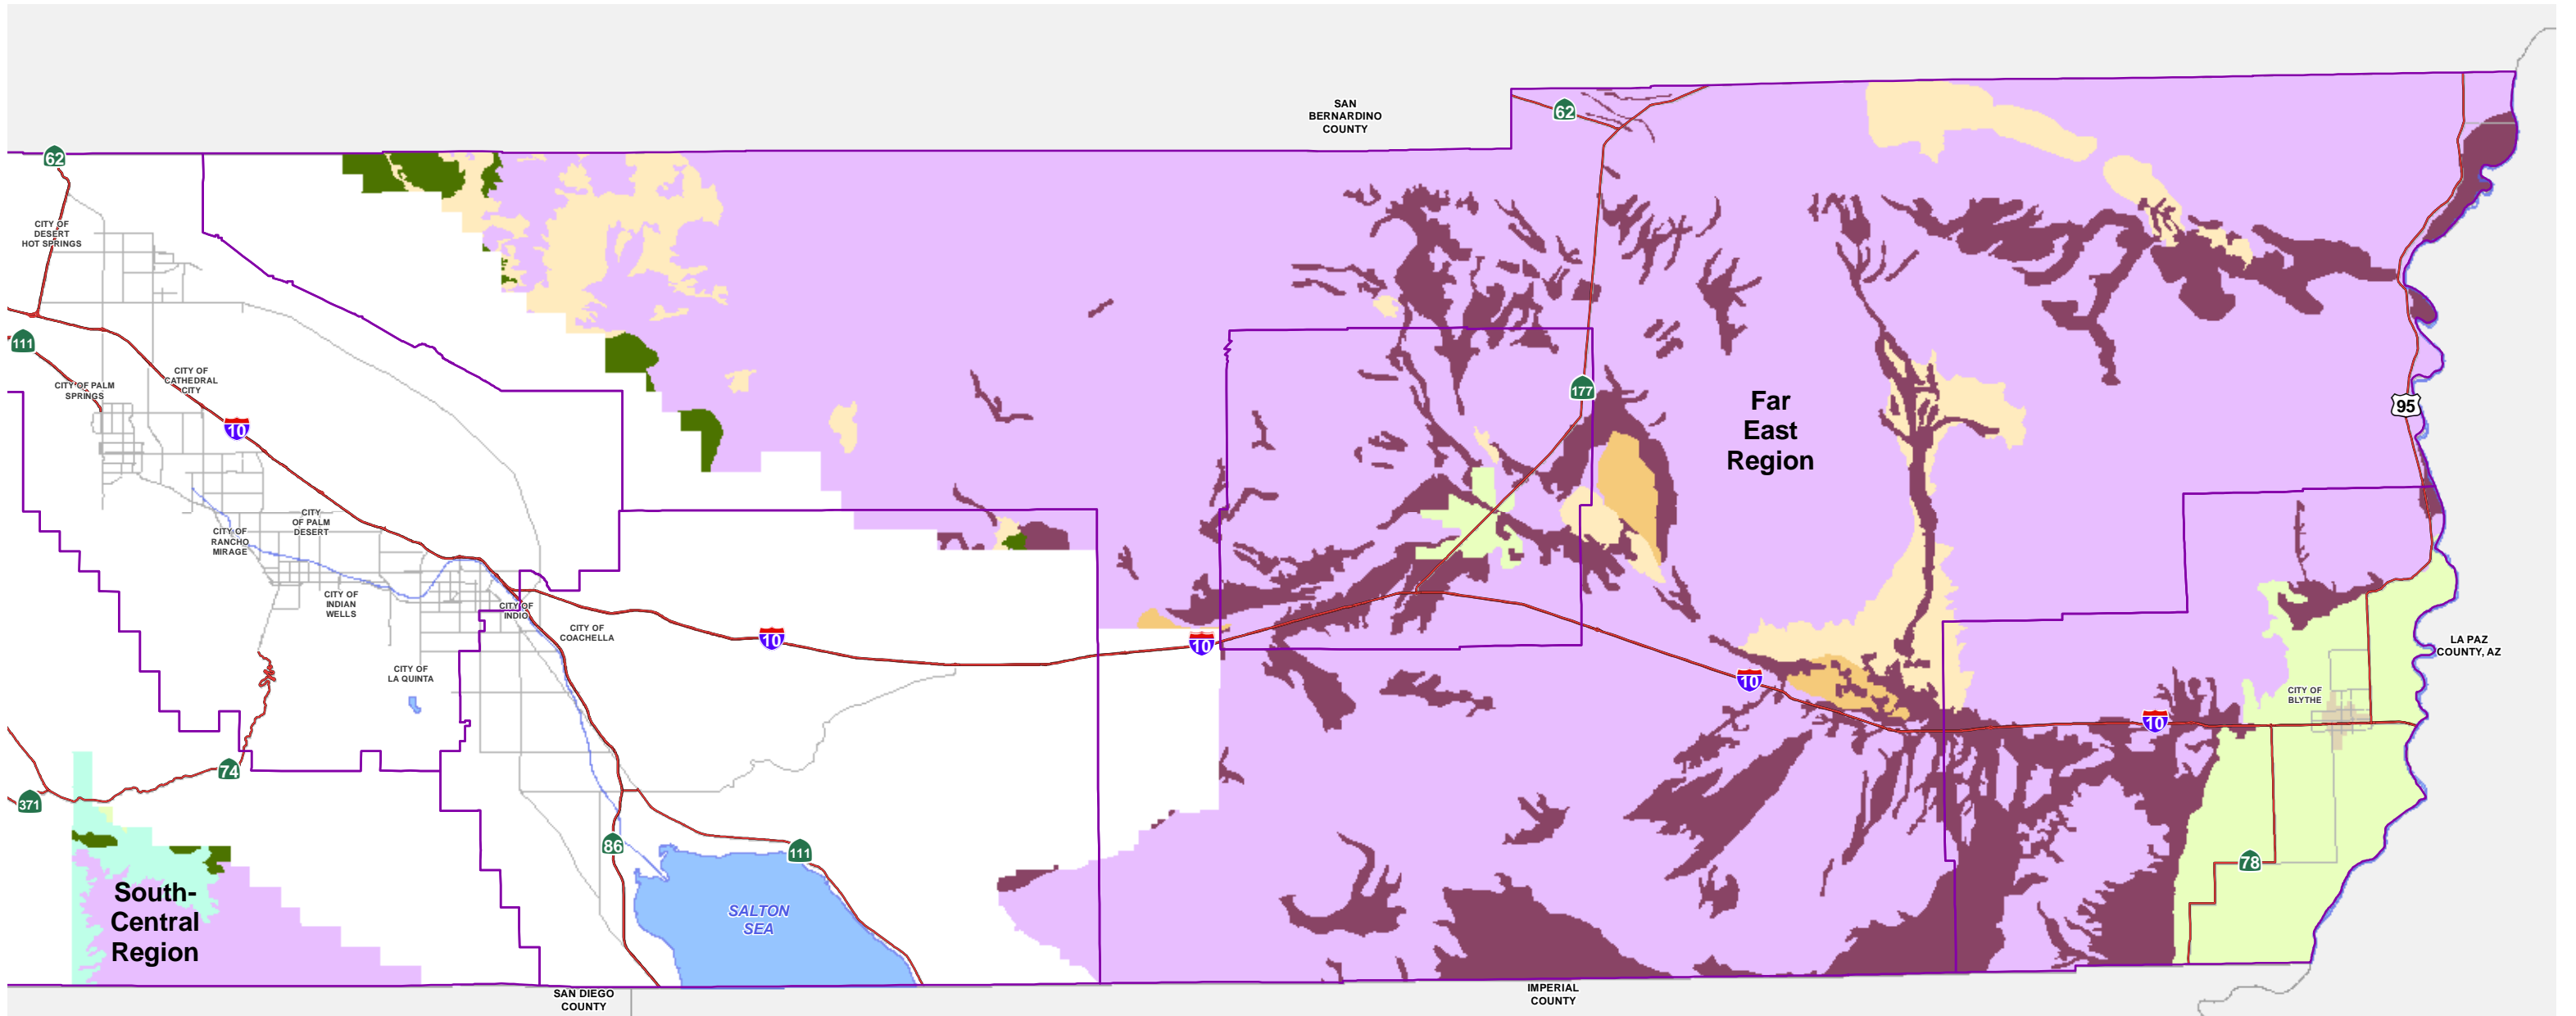 SAN
BERNARDINO
COUNTY
62
62
CITY OF
DESERT
HOT SPRINGS
111
CITY OF
CATHEDRAL
CITY
CITY OF PALM
SPRINGS
177
Far
East
Region
95
10
CITY
OF PALM
DESERT
CITY OF
RANCHO
MIRAGE
CITY OF
INDIAN
WELLS
CITY OF
INDIO
CITY OF
COACHELLA
10
10
LA PAZ
COUNTY, AZ
CITY OF
LA QUINTA
10
CITY OF
BLYTHE
10
74
371
86
111
78
South-
Central
Region
SALTON
SEA
SAN DIEGO
COUNTY
IMPERIAL
COUNTY